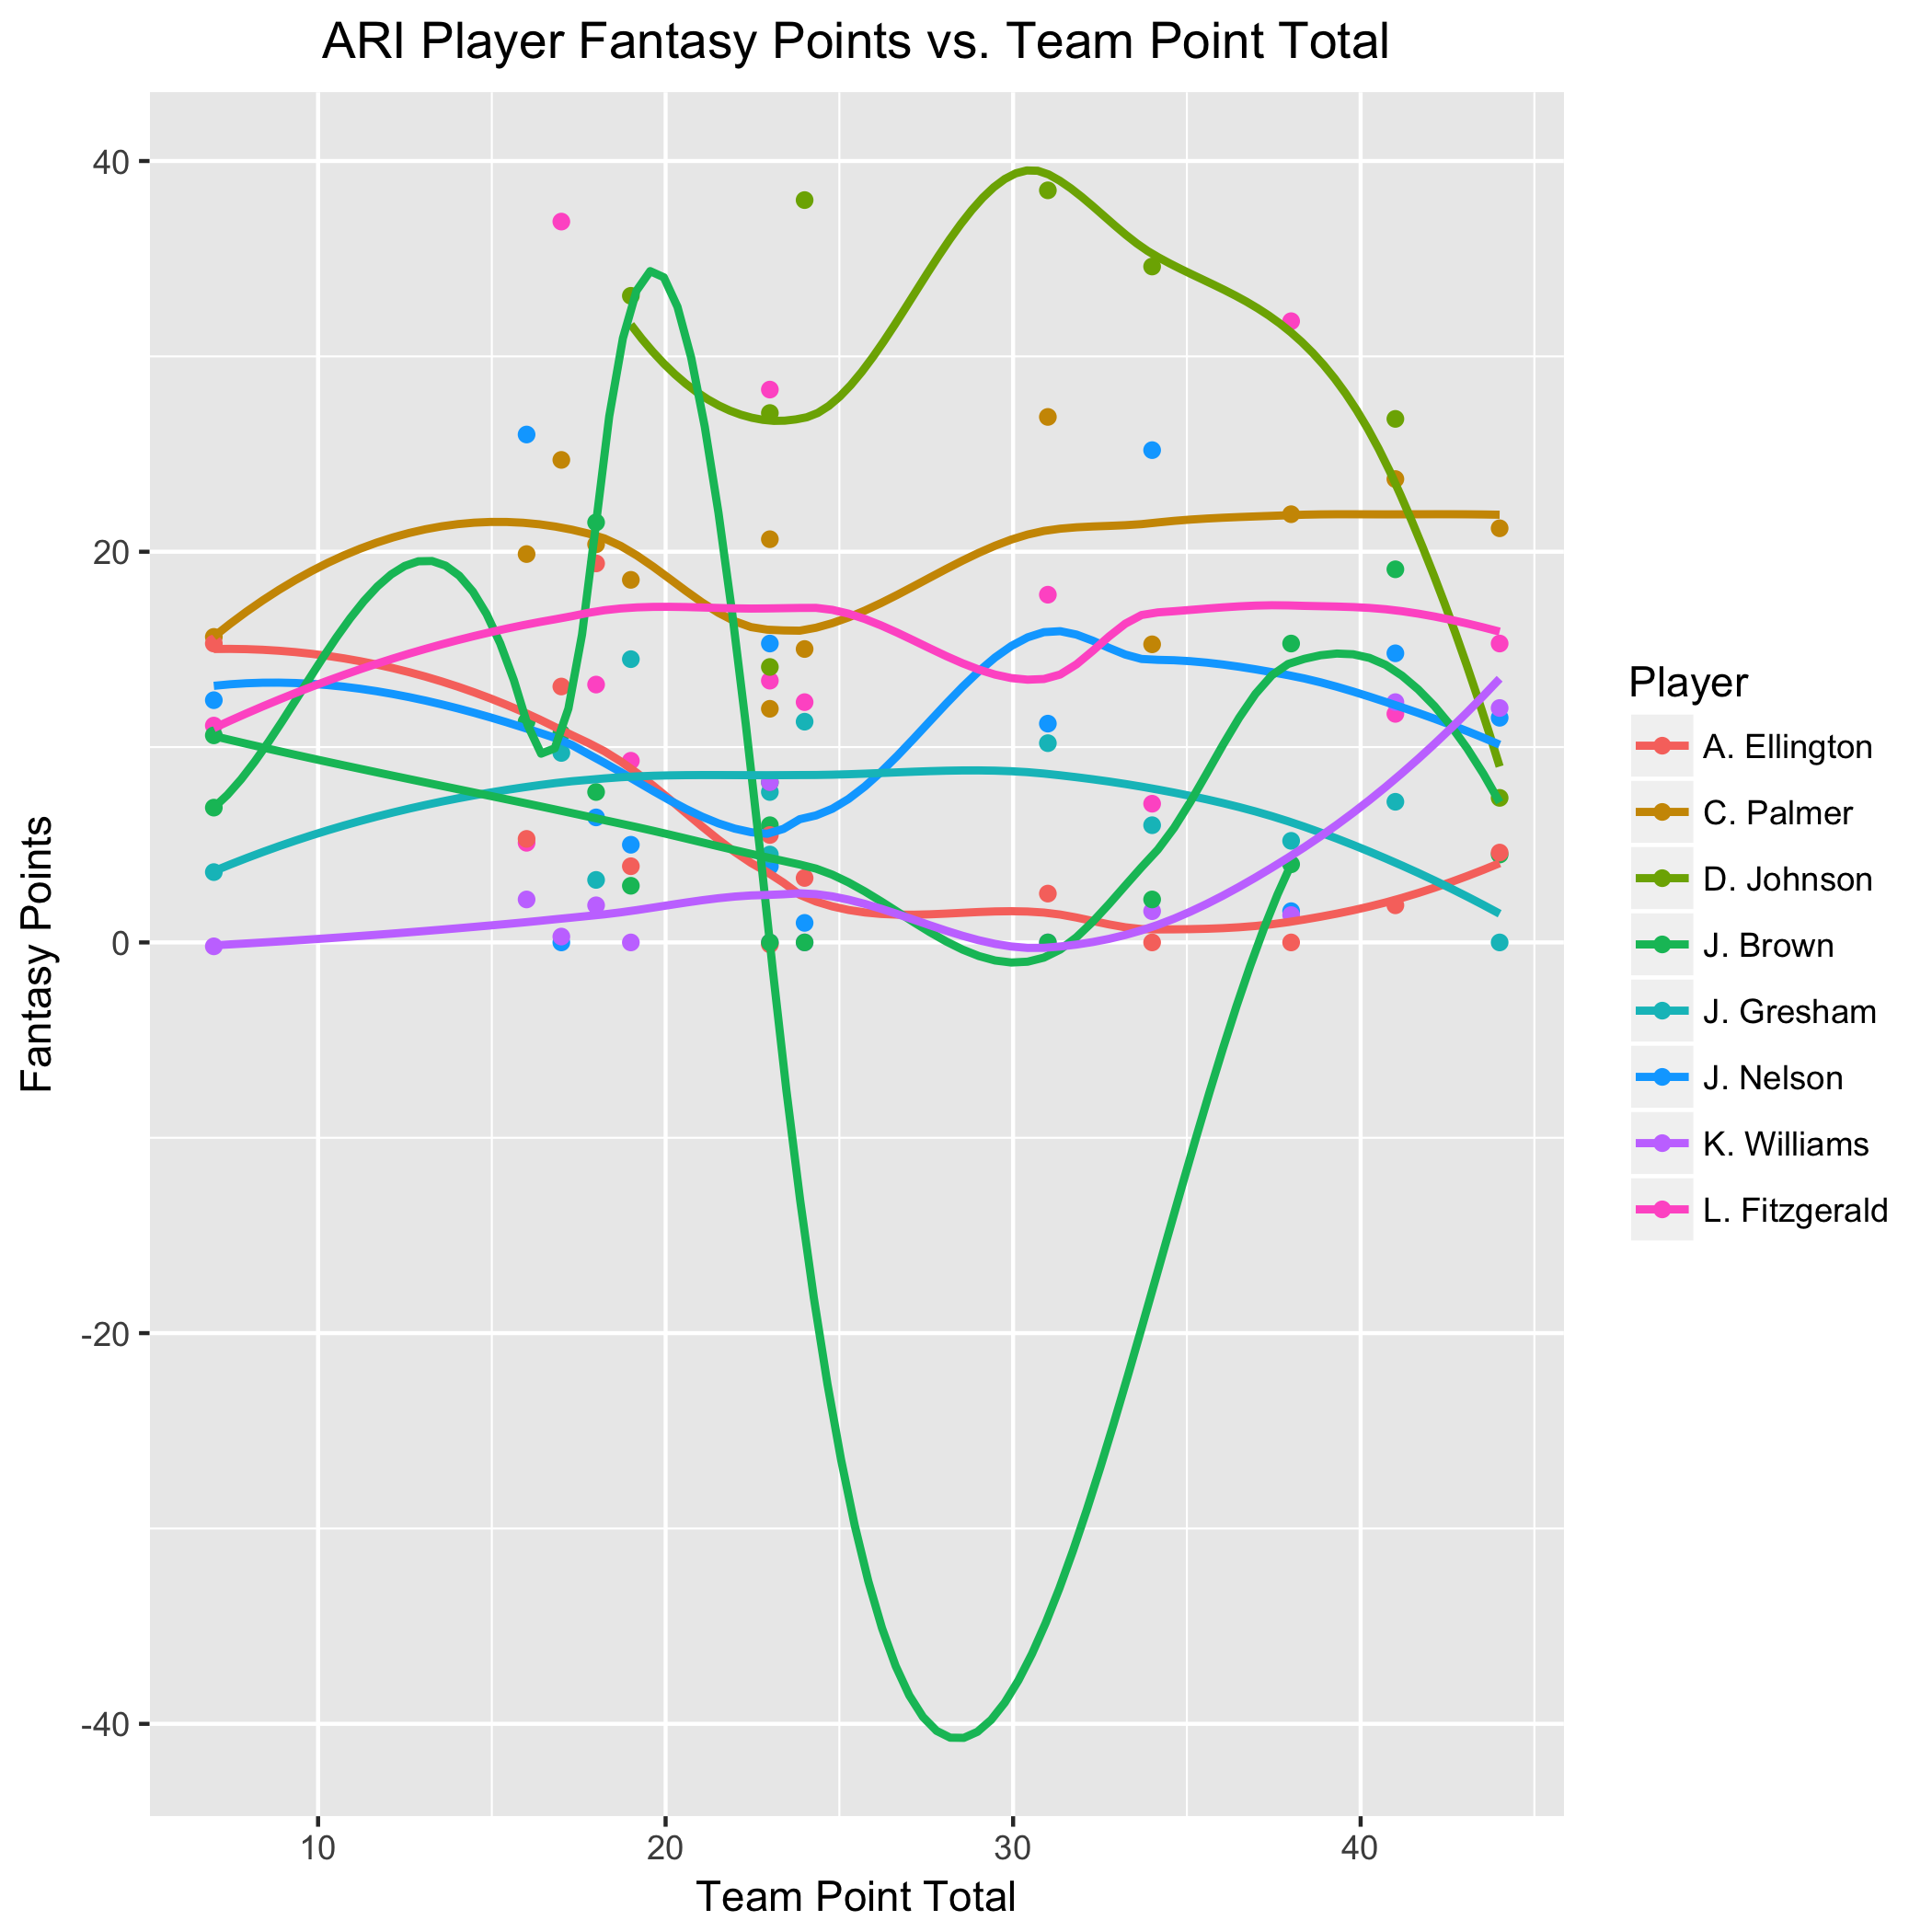 ARI Player Fantasy Points vs. Team Point Total
Fantasy Points
40
20
0
-20
-40
10
20
30
40
Team Point Total
Player
A. Ellington
C. Palmer
D. Johnson
J. Brown
J. Gresham
J. Nelson
K. Williams
L. Fitzgerald